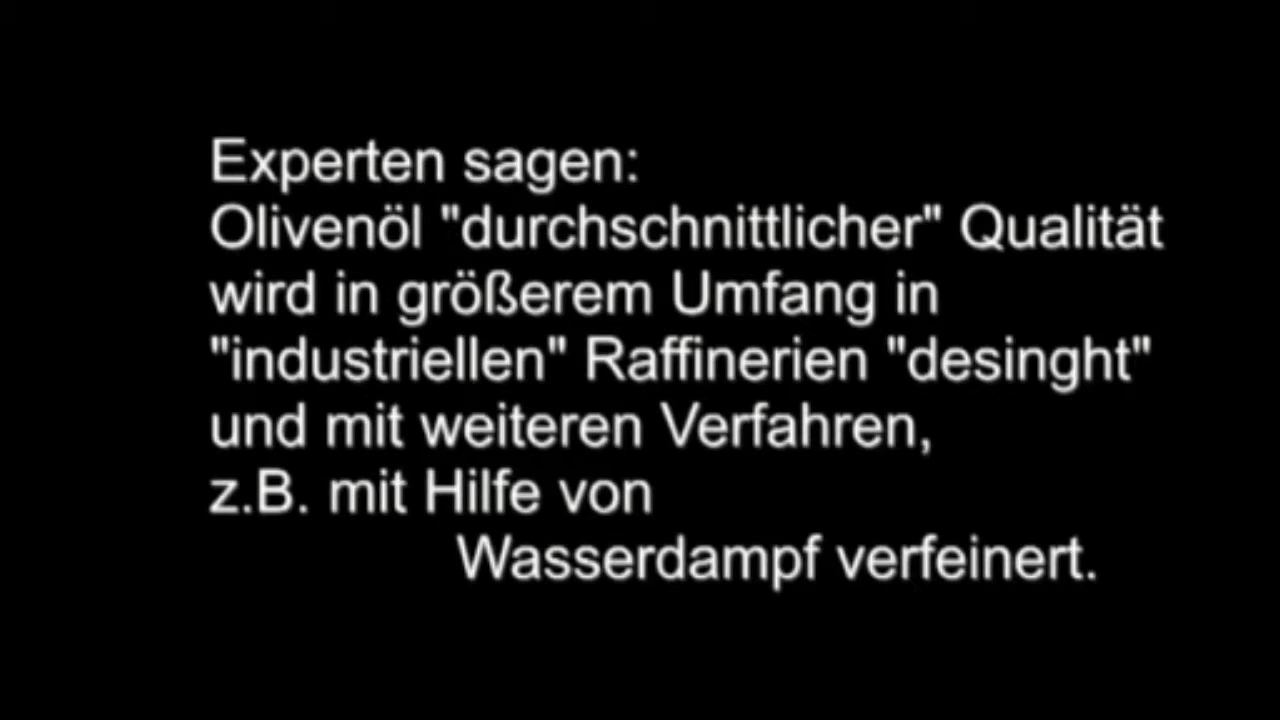 Experten sagen:
Olivenöl "durchschnittlicher" Qualität
wird in größerem Umfang in
"industriellen" Raffinerien "desinght"
und mit weiteren Verfahren,
z.B. mit Hilfe von
Wasserdampf verfeinert.